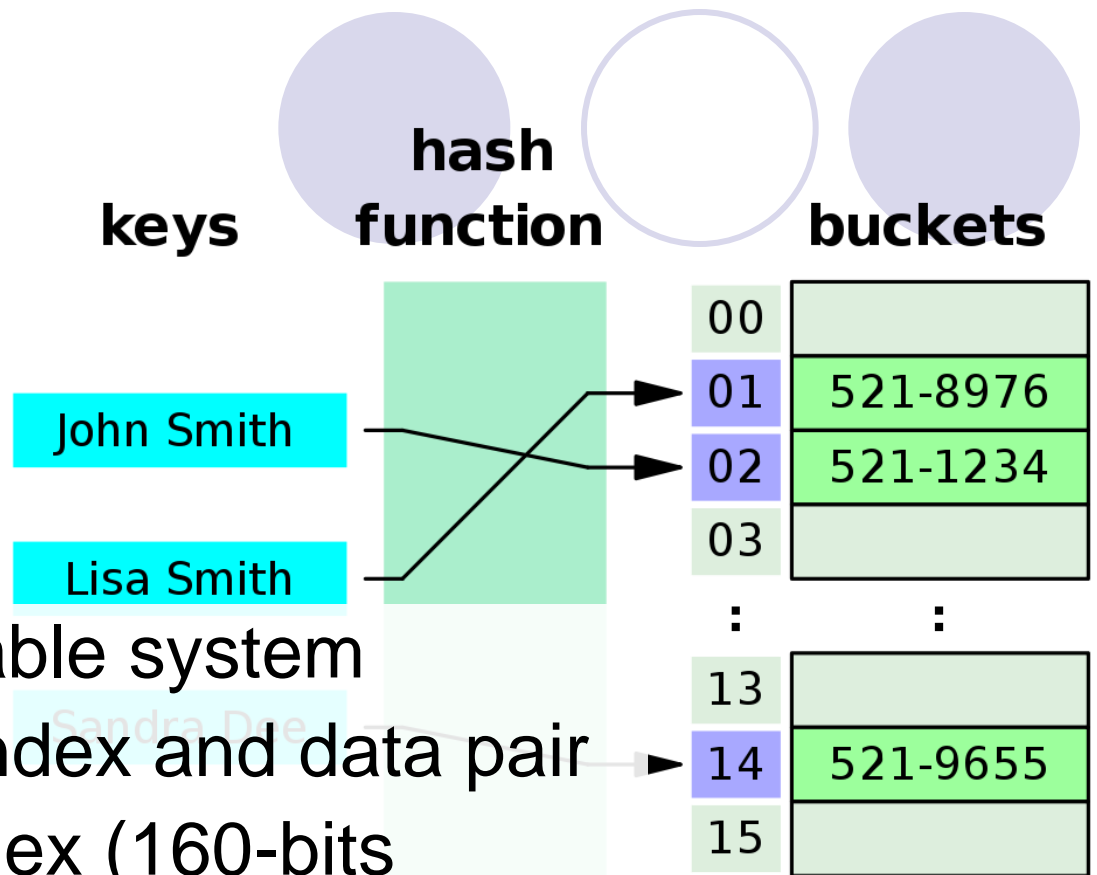 hash
keys function buckets
00
01 521-8976
John Smith
02 521-1234
03
Lisa Smith
: :
able system
13
Sandra Dee
ndex and data pair
14 521-9655
15
ex (160-bits